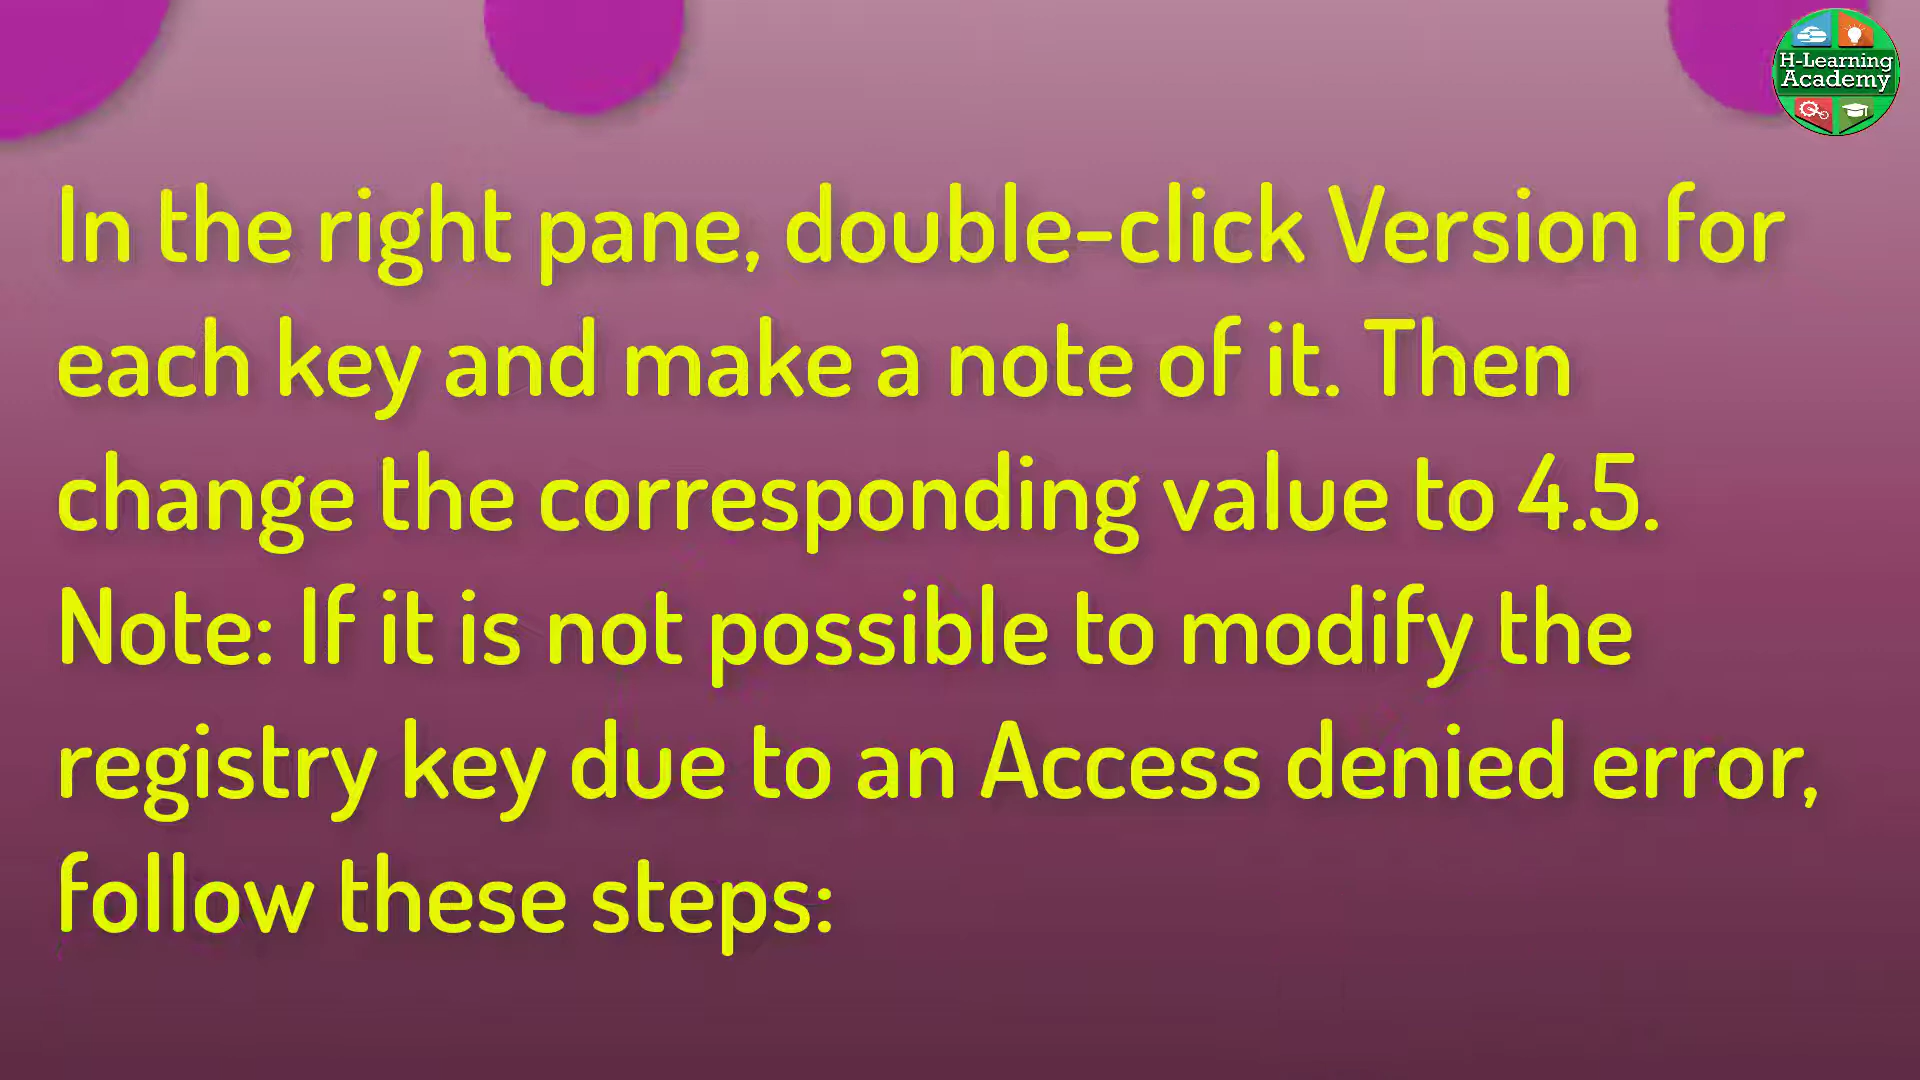 H-Learning
Academy
In the right pane, double-click Version for
each key and make a note of it. Then
change the corresponding value to 4.5.
Note: If it is not possible to modify the
registry key due to an Access denied error,
follow these steps: